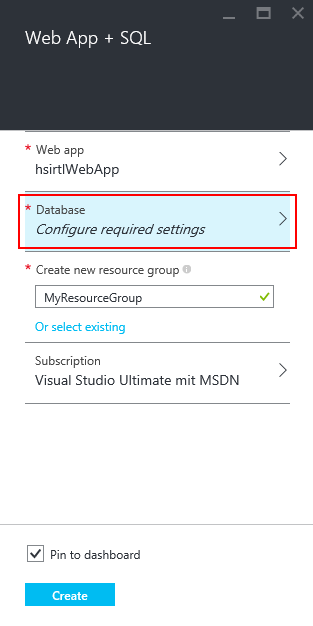 Web App + SQL
* Web app
hsirtlWebApp
* Database
Configure required settings
* Create new resource group
MyResourceGroup
Or select existing
Subscription
Visual Studio Ultimate mit MSDN
Pin to dashboard
Create